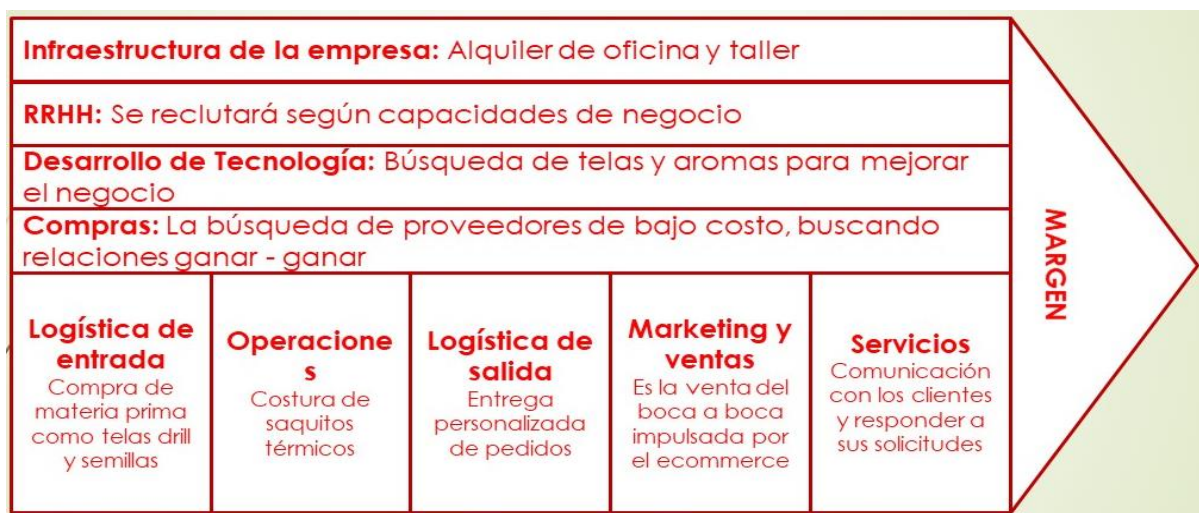 Infraestructura de la empresa: Alquiler de oficina y taller
RRHH: Se reclutará según capacidades de negocio
Desarrollo de Tecnología: Búsqueda de telas y aromas para mejorar
el negocio
Compras: La búsqueda de proveedores de bajo costo, buscando
relaciones ganar - ganar
Logística de
entrada
Compra de
materia prima
como telas drill
y semillas
Operacione
s
Costura de
saquitos
térmicos
Logística de
salida
Entrega
personalizada
de pedidos
Marketing y
ventas
Es la venta del
boca a boca
impulsada por
el ecommerce
Servicios
Comunicación
con los clientes
y responder a
sus solicitudes
MARGEN